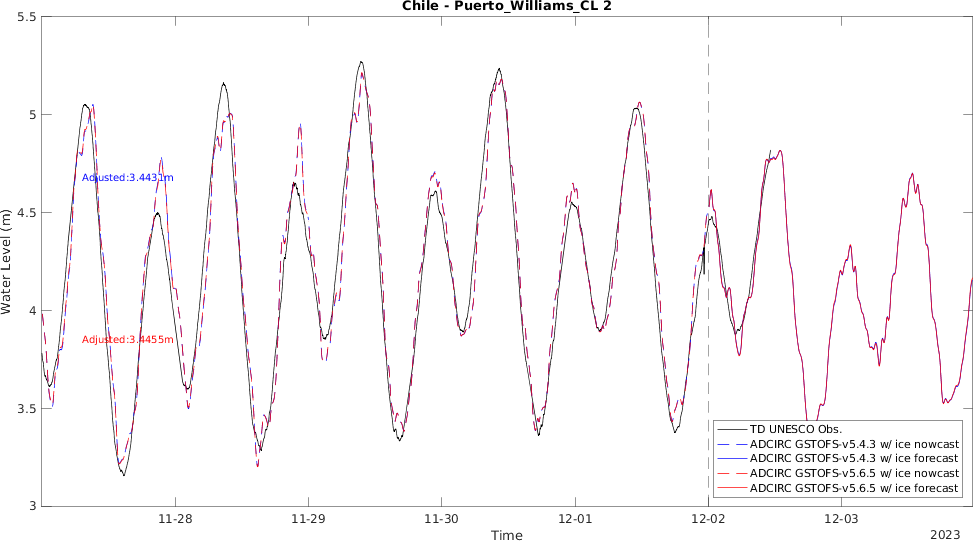 Chile - Puerto_Williams_CL 2
5.5
5
4.5
4
3.5
3
Water Level (m)
Adjusted:3.4431m
Adjusted:3.4455m
TD UNESCO Obs.
ADCIRC GSTOFS-v5.4.3 w/ ice nowcast
ADCIRC GSTOFS-v5.4.3 w/ ice forecast
ADCIRC GSTOFS-v5.6.5 w/ ice nowcast
ADCIRC GSTOFS-v5.6.5 w/ ice forecast
11-28
11-29
11-30
12-01
12-02
12-03
Time
2023